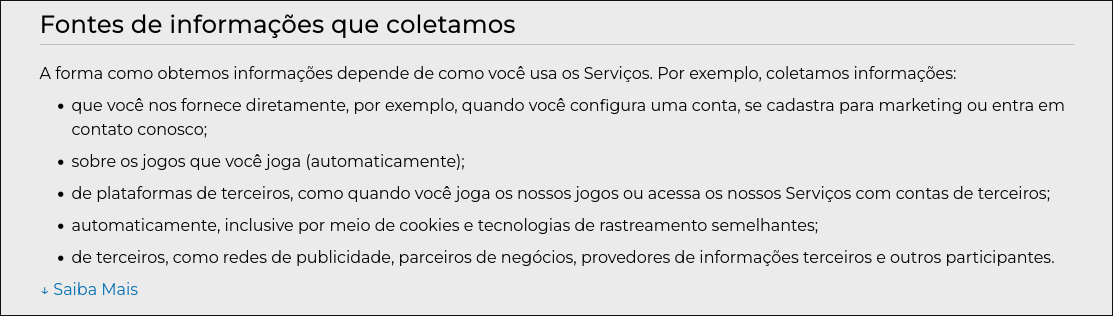 Fontes de informações que coletamos
A forma como obtemos informações depende de como você usa os Serviços. Por exemplo, coletamos informações:
• que você nos fornece diretamente, por exemplo, quando você configura uma conta, se cadastra para marketing ou entra em
contato conosco;
• sobre os jogos que você joga (automaticamente);
• de plataformas de terceiros, como quando você joga os nossos jogos ou acessa os nossos Serviços com contas de terceiros;
• automaticamente, inclusive por meio de cookies e tecnologias de rastreamento semelhantes;
• de terceiros, como redes de publicidade, parceiros de negócios, provedores de informações terceiros e outros participantes.
↓ Saiba Mais